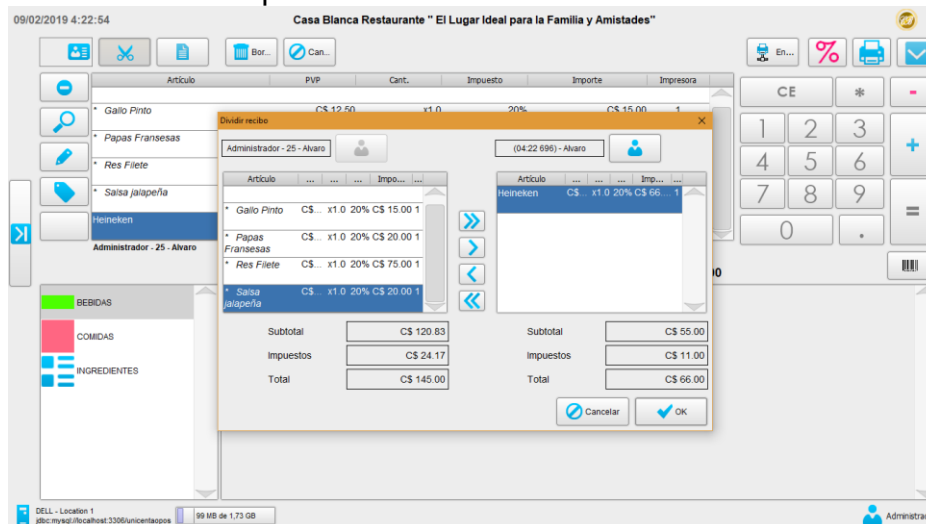 09/02/2019 4:22:54 Casa Blanca Restaurante " El Lugar Ideal para la Familia y Amistades"
Bor... Can... En... %
Artículo PVP Cant. Impuesto Importe Impresora
* Gallo Pinto C$ 12.50 x1.0 20% C$ 15.00 1
* Papas Fransesas
* Res Filete
* Salsa jalapeña
Heineken
Administrador - 25 - Alvaro
CE * -
1 2 3 +
4 5 6
7 8 9 =
0 .
Dividir recibo X
Administrador - 25 - Alvaro (04:22 696) - Alvaro
Artículo ... ... ... Impo... ...
* Gallo Pinto C$... x1.0 20% C$ 15.00 1
* Papas Fransesas C$... x1.0 20% C$ 20.00 1
* Res Filete C$... x1.0 20% C$ 75.00 1
* Salsa jalapeña C$... x1.0 20% C$ 20.00 1
Artículo ... ... ... Imp... ...
Heineken C$... x1.0 20% C$ 66.... 1
Subtotal C$ 120.83 Subtotal C$ 55.00
Impuestos C$ 24.17 Impuestos C$ 11.00
Total C$ 145.00 Total C$ 66.00
Cancelar OK
BEBIDAS
COMIDAS
INGREDIENTES
DELL - Location 1
jdbc:mysql://localhost:3306/unicentaopos 99 MB de 1,73 GB Administra